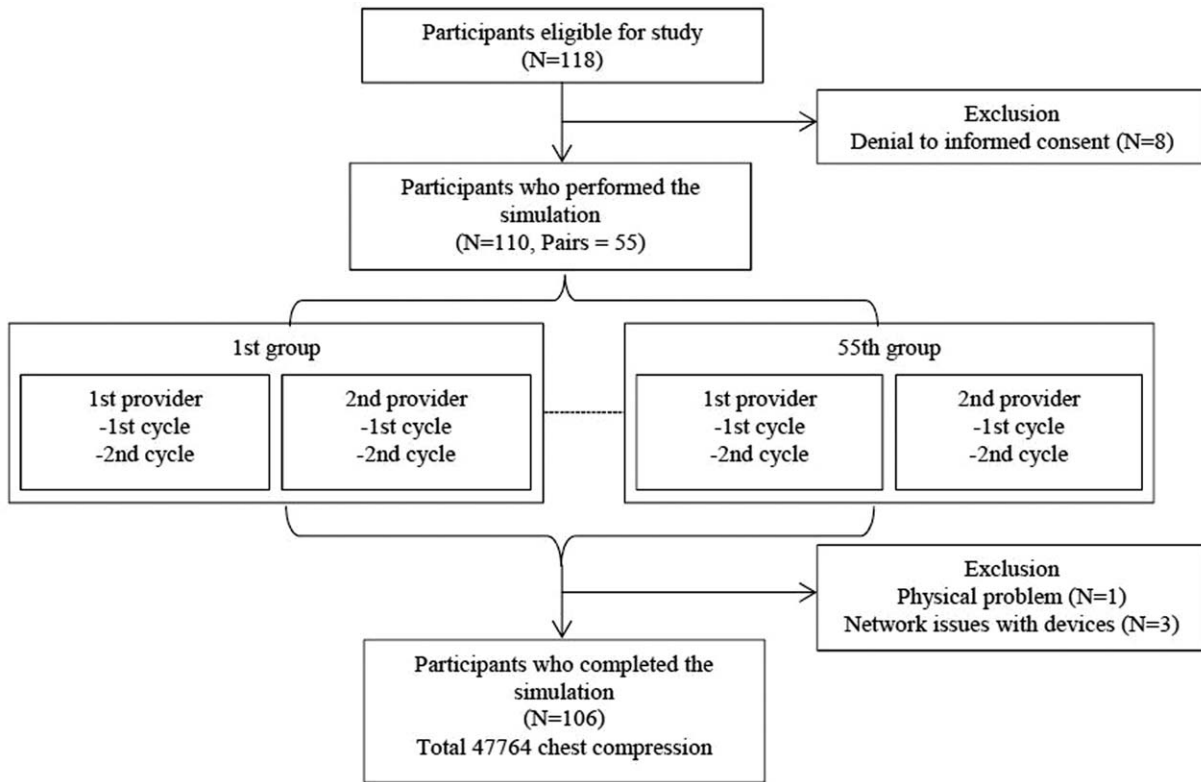 Participants eligible for study
(N=118)
Exclusion
Denial to informed consent (N=8)
Participants who performed the
simulation
(N=110, Pairs = 55)
1st group
1st provider
-1st cycle
-2nd cycle
2nd provider
-1st cycle
-2nd cycle
55th group
1st provider
-1st cycle
-2nd cycle
2nd provider
-1st cycle
-2nd cycle
Exclusion
Physical problem (N=1)
Network issues with devices (N=3)
Participants who completed the
simulation
(N=106)
Total 47764 chest compression